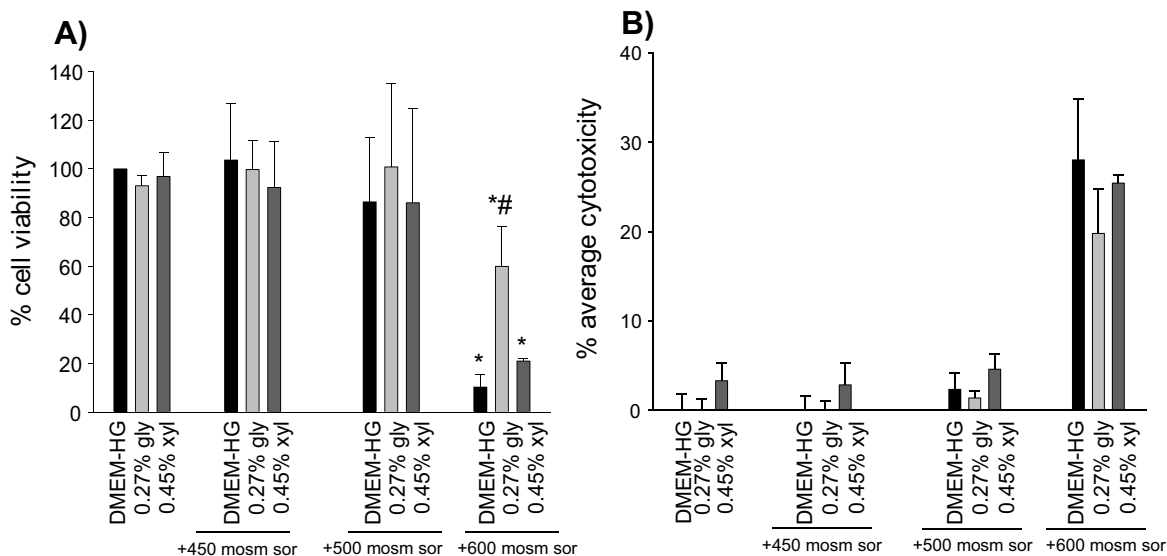 A)
% cell viability
140
120
100
80
60
40
20
0
*
*#
*
DMEM-HG
0.27% gly
0.45% xyl
DMEM-HG
0.27% gly
0.45% xyl
DMEM-HG
0.27% gly
0.45% xyl
DMEM-HG
0.27% gly
0.45% xyl
+450 mosm sor
+500 mosm sor
+600 mosm sor
B)
% average cytotoxicity
40
30
20
10
0
DMEM-HG
0.27% gly
0.45% xyl
DMEM-HG
0.27% gly
0.45% xyl
DMEM-HG
0.27% gly
0.45% xyl
DMEM-HG
0.27% gly
0.45% xyl
+450 mosm sor
+500 mosm sor
+600 mosm sor